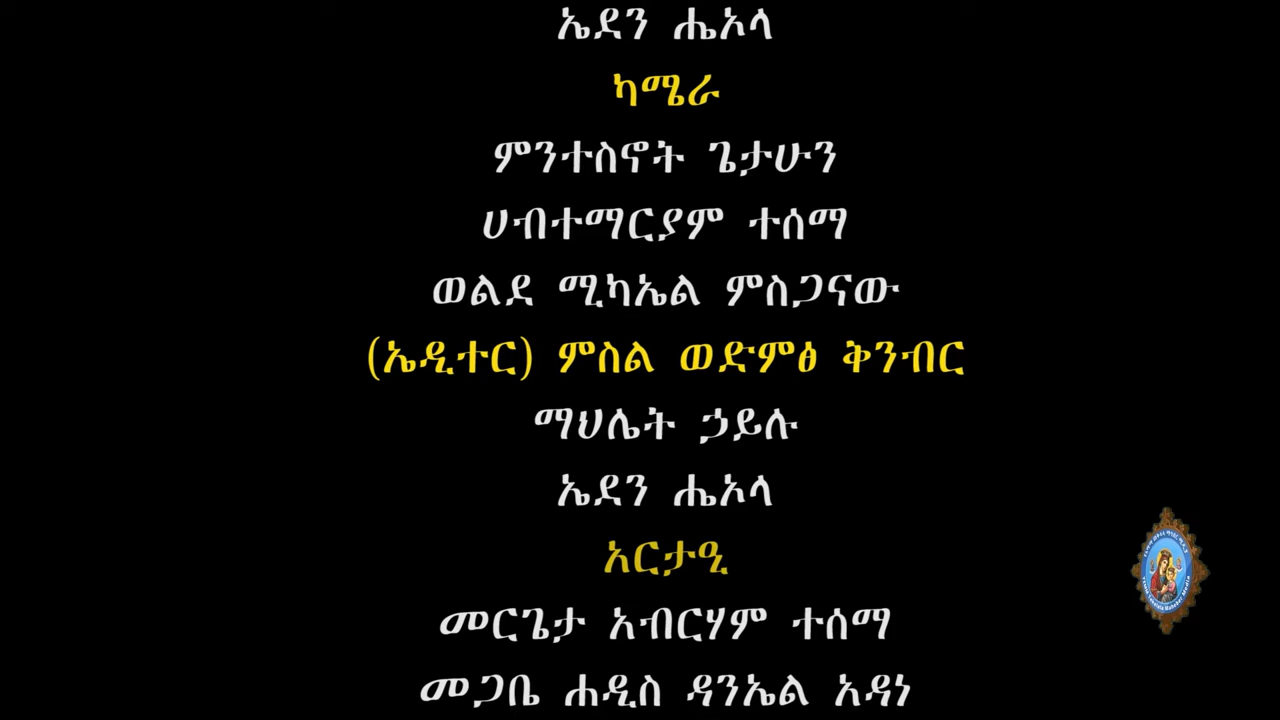 ኤደን ሔኦላ
ካሜራ
ምንተስኖት ጌታሁን
ሀብተማርያም ተሰማ
ወልደ ሚካኤል ምስጋናው
(ኤዲተር) ምስል ወድምፅ ቅንብር
ማህሌት ኃይሉ
ኤደን ሔኦላ
አርታዒ
መርጌታ አብርሃም ተሰማ
መጋቤ ሐዲስ ዳንኤል አዳነ